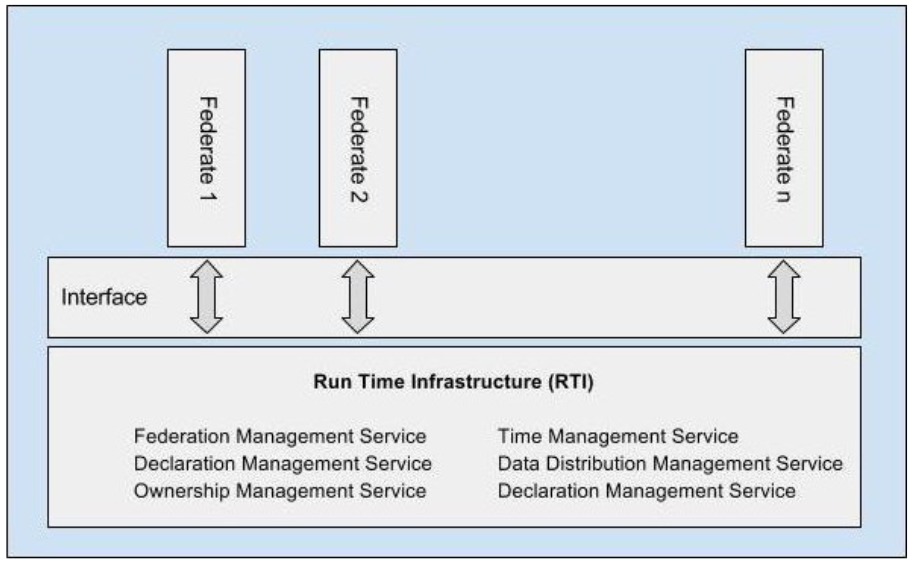 Federate 1
Federate 2
Federate n
Interface
Run Time Infrastructure (RTI)
Federation Management Service
Declaration Management Service
Ownership Management Service
Time Management Service
Data Distribution Management Service
Declaration Management Service